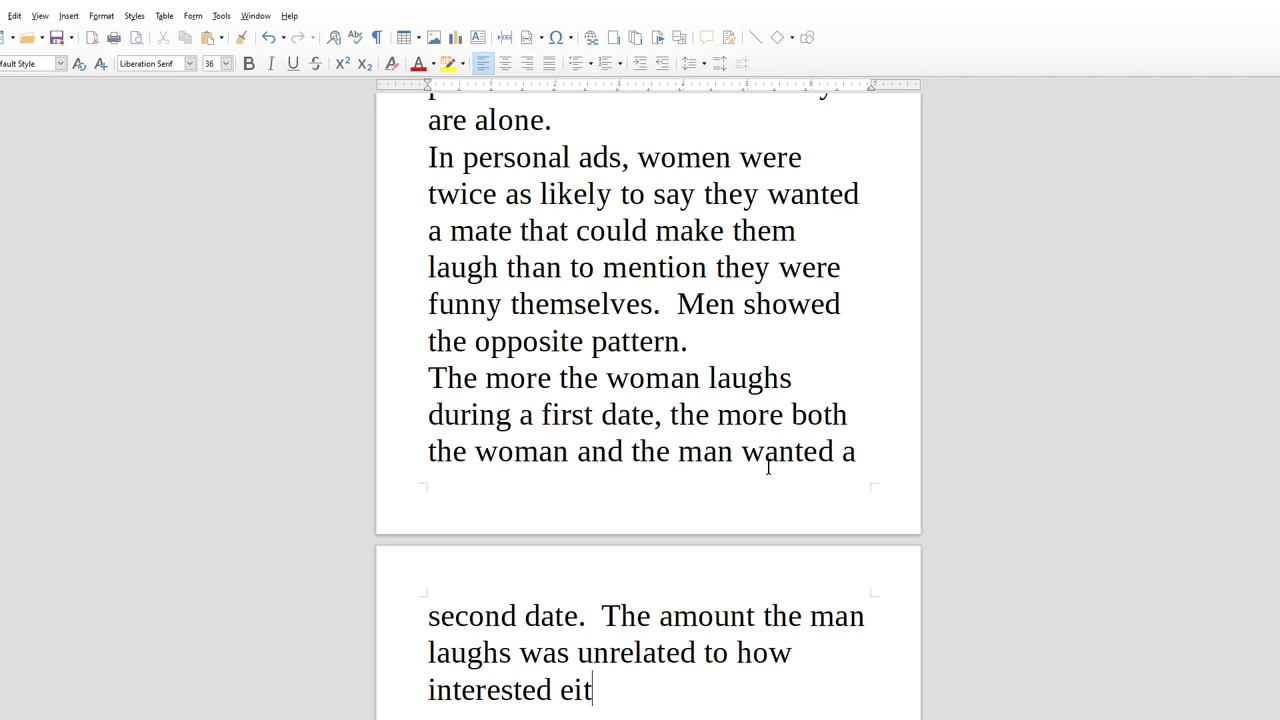 Edit View Insert Format Styles Table Form Tools Window Help
fault Style Liberation Serif
are alone.
In personal ads, women were
twice as likely to say they wanted
a mate that could make them
laugh than to mention they were
funny themselves.  Men showed
the opposite pattern.
The more the woman laughs
during a first date, the more both
the woman and the man wanted a
second date.  The amount the man
laughs was unrelated to how
interested eit